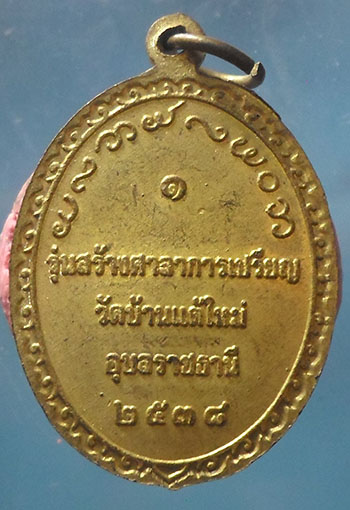 ๑
รุ่นสร้างศาลาการเปรียญ
วัดบ้านแต้ใหม่
อุบลราชธานี
๒๕๓๘